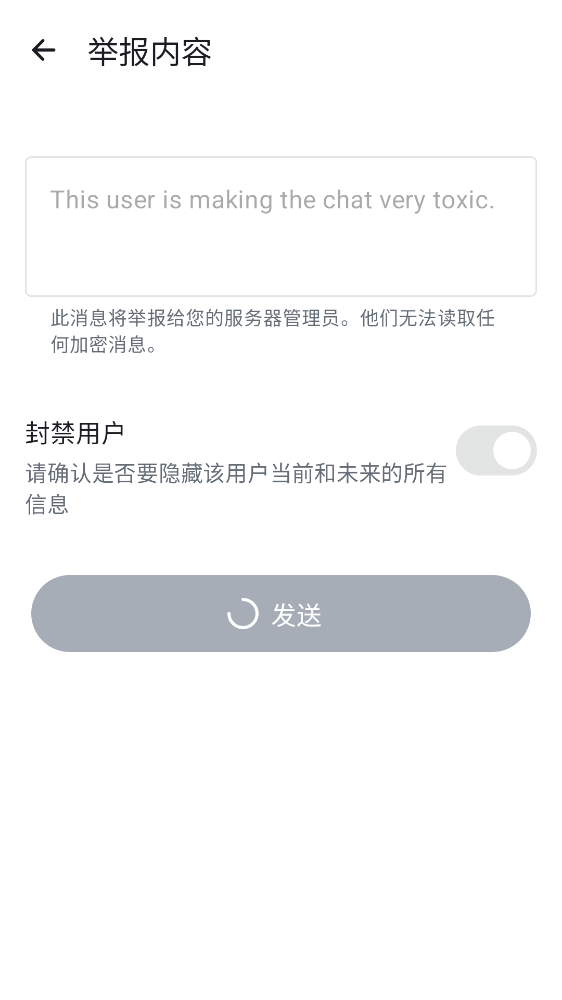 举报内容
This user is making the chat very toxic.
此消息将举报给您的服务器管理员。他们无法读取任
何加密消息。
封禁用户
请确认是否要隐藏该用户当前和未来的所有
信息
发送